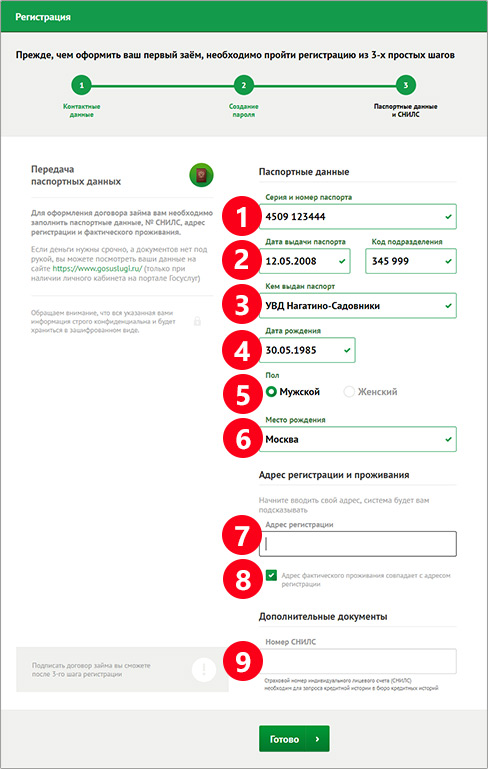 Регистрация
Прежде, чем оформить ваш первый заём, необходимо пройти регистрацию из 3-х простых шагов
1
2
3
Контактные
данные
Создание
пароля
Паспортные данные
и СНИЛС
Передача
паспортных данных
Для оформления договора займа вам необходимо
заполнить паспортные данные, № СНИЛС, адрес
регистрации и фактического проживания.
Если деньги нужны срочно, а документов нет под
рукой, вы можете посмотреть ваши данные на
сайте https://www.gosuslugi.ru/ (только при
наличии личного кабинета на портале Госуслуг)
Обращаем внимание, что вся указанная вами
информация строго конфиденциальна и будет
храниться в зашифрованном виде.
Паспортные данные
Серия и номер паспорта
1 4509 123444
Дата выдачи паспорта Код подразделения
2 12.05.2008 345 999
Кем выдан паспорт
3 УВД Нагатино-Садовники
Дата рождения
4 30.05.1985
Пол
5 Мужской Женский
Место рождения
6 Москва
Адрес регистрации и проживания
Начните вводить свой адрес, система будет вам
подсказывать
Адрес регистрации
7
8 Адрес фактического проживания совпадает с адресом
регистрации
Дополнительные документы
Номер СНИЛС
9
Страховой номер индивидуального лицевого счета (СНИЛС)
необходим для запроса кредитной истории в бюро кредитных историй
Подписать договор займа вы сможете
после 3-го шага регистрации
!
Готово